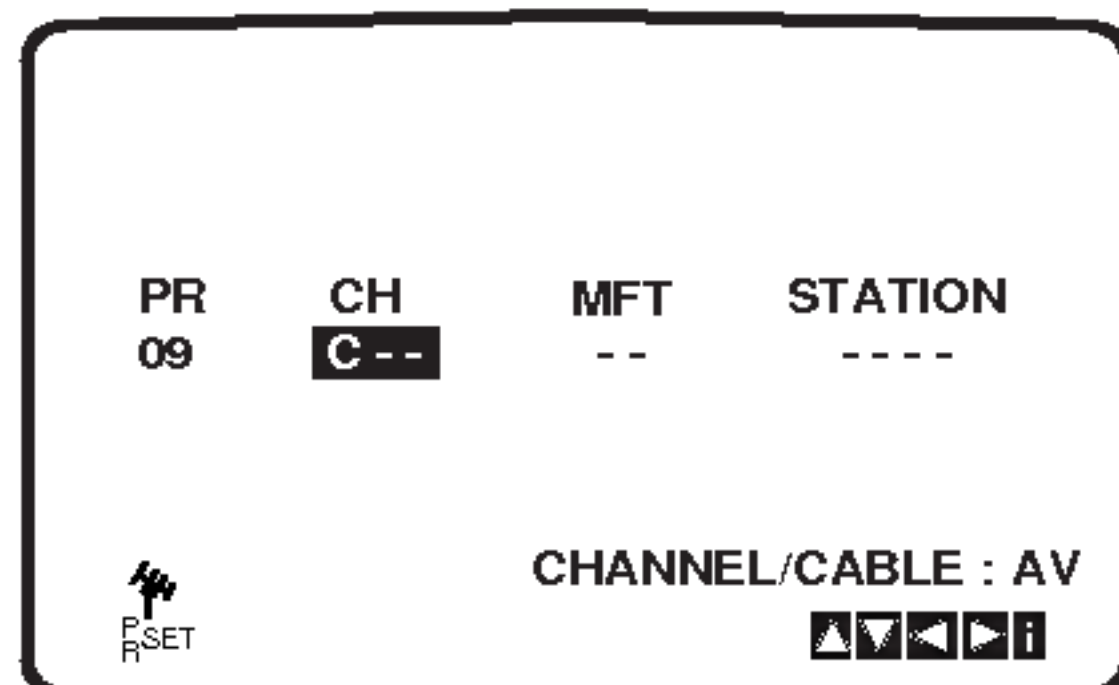 PR CH MFT STATION
09 C -- -- ----
CHANNEL/CABLE : AV
PR SET
i